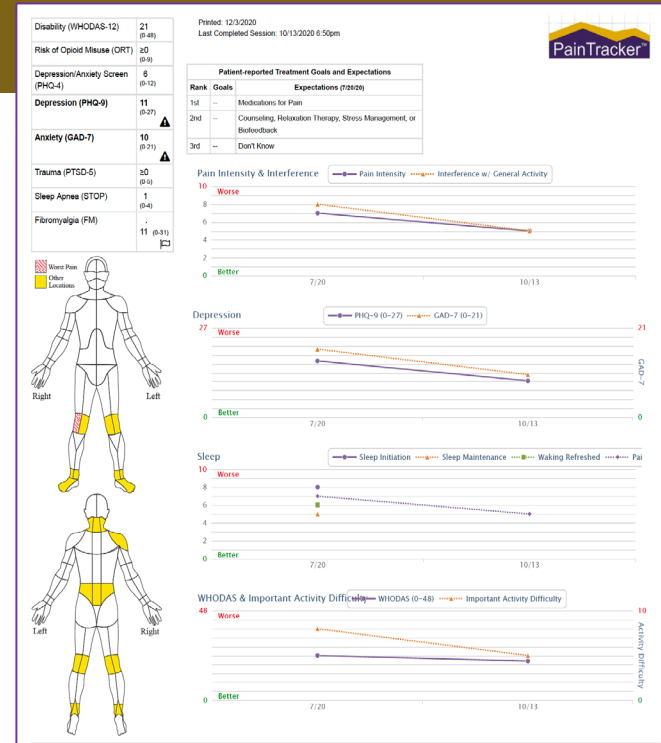 Disability (WHODAS-12) 21
(0-48)
Risk of Opioid Misuse (ORT) ≥0
(0-9)
Depression/Anxiety Screen 6
(PHQ-4) (0-12)
Depression (PHQ-9) 11
(0-27)
Anxiety (GAD-7) 10
(0-21)
Trauma (PTSD-5) ≥0
(0-5)
Sleep Apnea (STOP) 1
(0-4)
Fibromyalgia (FM) .
11 (0-31)
Printed: 12/3/2020
Last Completed Session: 10/13/2020 6:50pm
PainTracker™
Patient-reported Treatment Goals and Expectations
Rank Goals Expectations (7/20/20)
1st -- Medications for Pain
2nd -- Counseling, Relaxation Therapy, Stress Management, or
Biofeedback
3rd -- Don't Know
Pain Intensity & Interference Pain Intensity Interference w/ General Activity
10 Worse
8
6
4
2
0 Better
7/20 10/13
Worst Pain
Other
Locations
Right Left
Depression PHQ-9 (0-27) GAD-7 (0-21)
27 Worse 21
GAD-7
0 Better 0
7/20 10/13
Sleep Sleep Initiation Sleep Maintenance Waking Refreshed Pai
10 Worse
8
6
4
2
0 Better
7/20 10/13
Left Right
WHODAS & Important Activity Difficulty WHODAS (0-48) Important Activity Difficulty
48 Worse 10
Activity Difficulty
0 Better 0
7/20 10/13